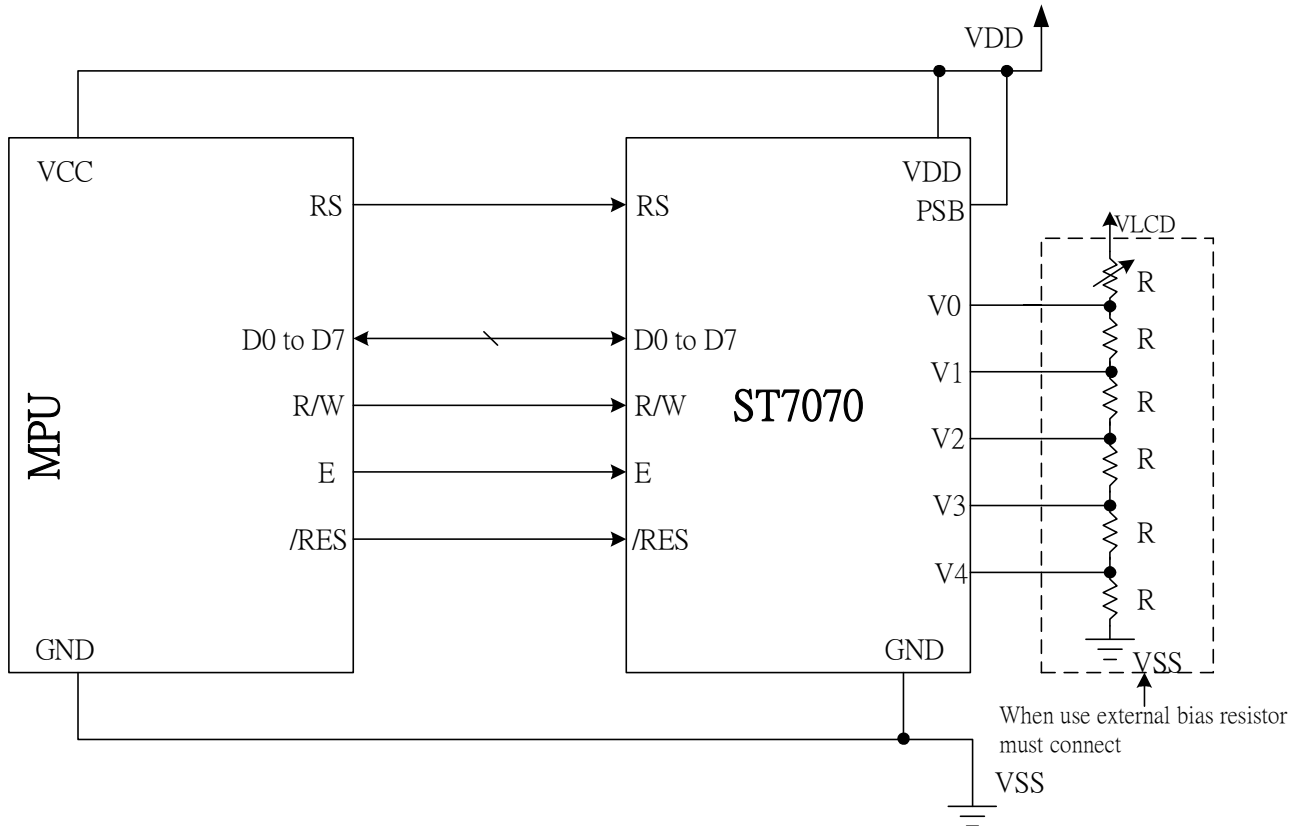 VDD
VCC
VDD
RS
RS
PSB
VLCD
R
V0
D0 to D7
D0 to D7
R
V1
MPU
R/W
R/W
ST7070
R
V2
E
E
R
V3
/RES
/RES
R
V4
R
GND
GND
VSS
When use external bias resistor
must connect
VSS